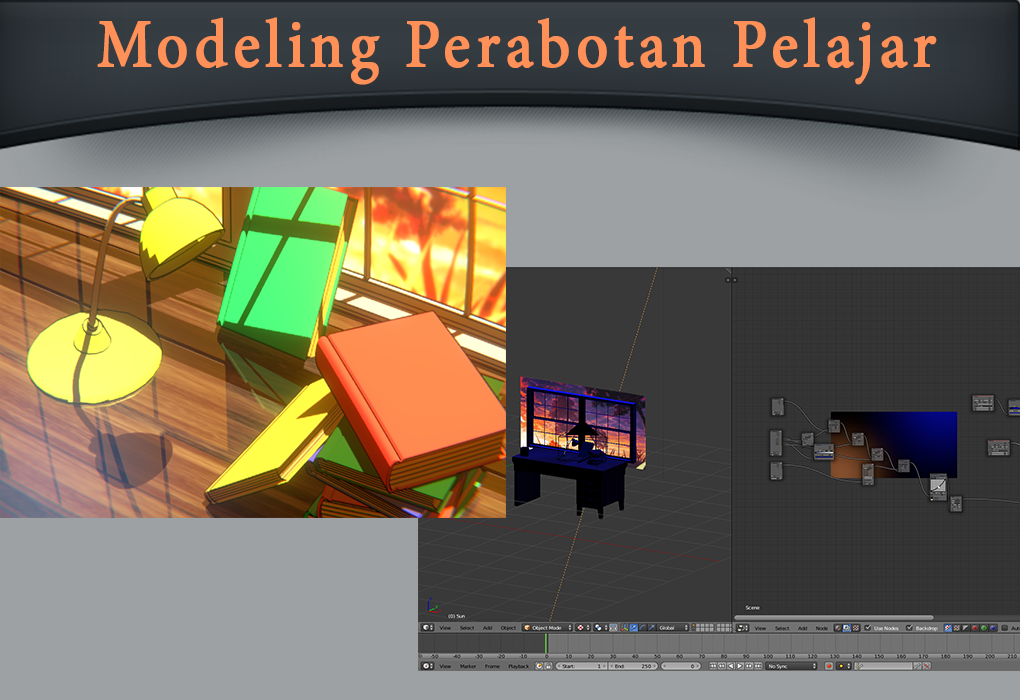 Modeling Perabotan Pelajar
(0) Sun
Scene
View Select Add Object Object Mode Global
View Select Add Node Use Nodes Backdrop
-50 -40 -30 -20 -10 0 10 20 30 40 50 60 70 80 90 100 110 120 130 140 150 160 170 180 190 200 210
View Marker Frame Playback Start: 1 End: 250 0 No Sync